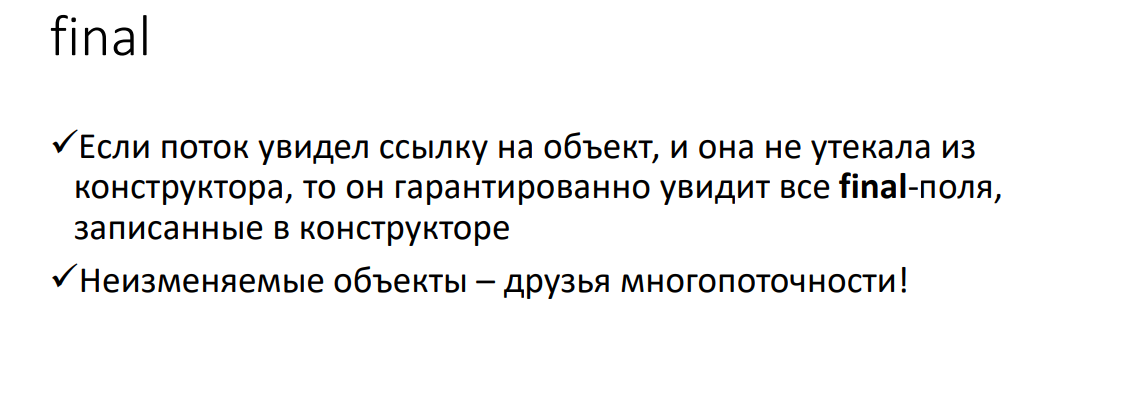 final
✓Если поток увидел ссылку на объект, и она не утекала из
конструктора, то он гарантированно увидит все final-поля,
записанные в конструкторе
✓Неизменяемые объекты – друзья многопоточности!